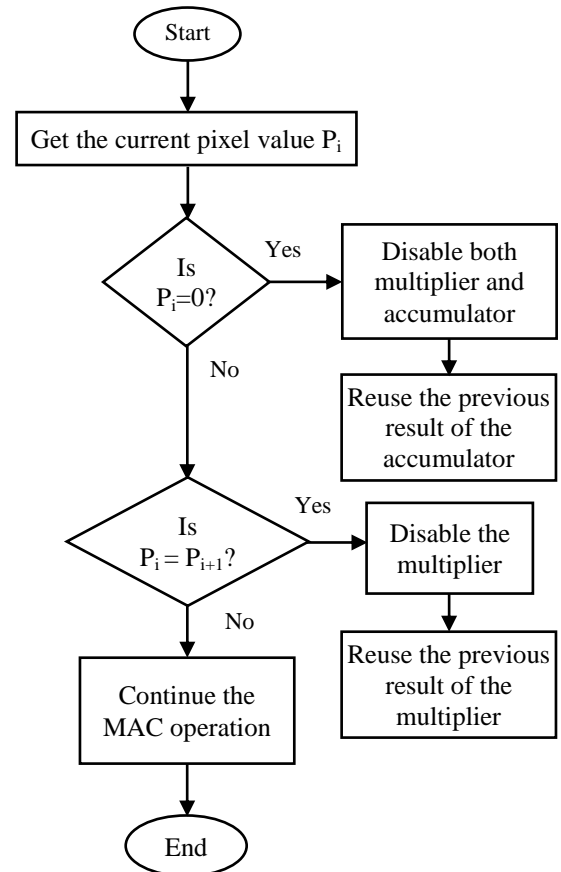 Start
Get the current pixel value Pᵢ
Is
Pᵢ=0?
Yes
Disable both
multiplier and
accumulator
No
Reuse the previous
result of the
accumulator
Is
Pᵢ = Pᵢ₊₁?
Yes
Disable the
multiplier
No
Reuse the previous
result of the
multiplier
Continue the
MAC operation
End